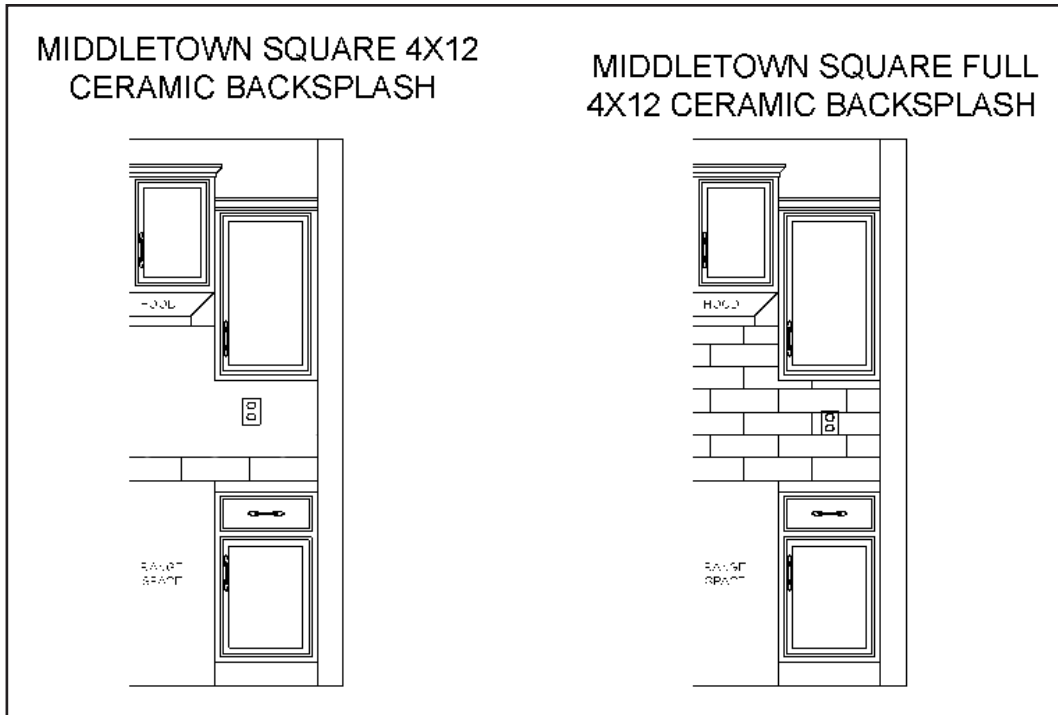 MIDDLETOWN SQUARE 4X12
CERAMIC BACKSPLASH
MIDDLETOWN SQUARE FULL
4X12 CERAMIC BACKSPLASH
HOOD
HOOD
RANGE
SPACE
RANGE
SPACE